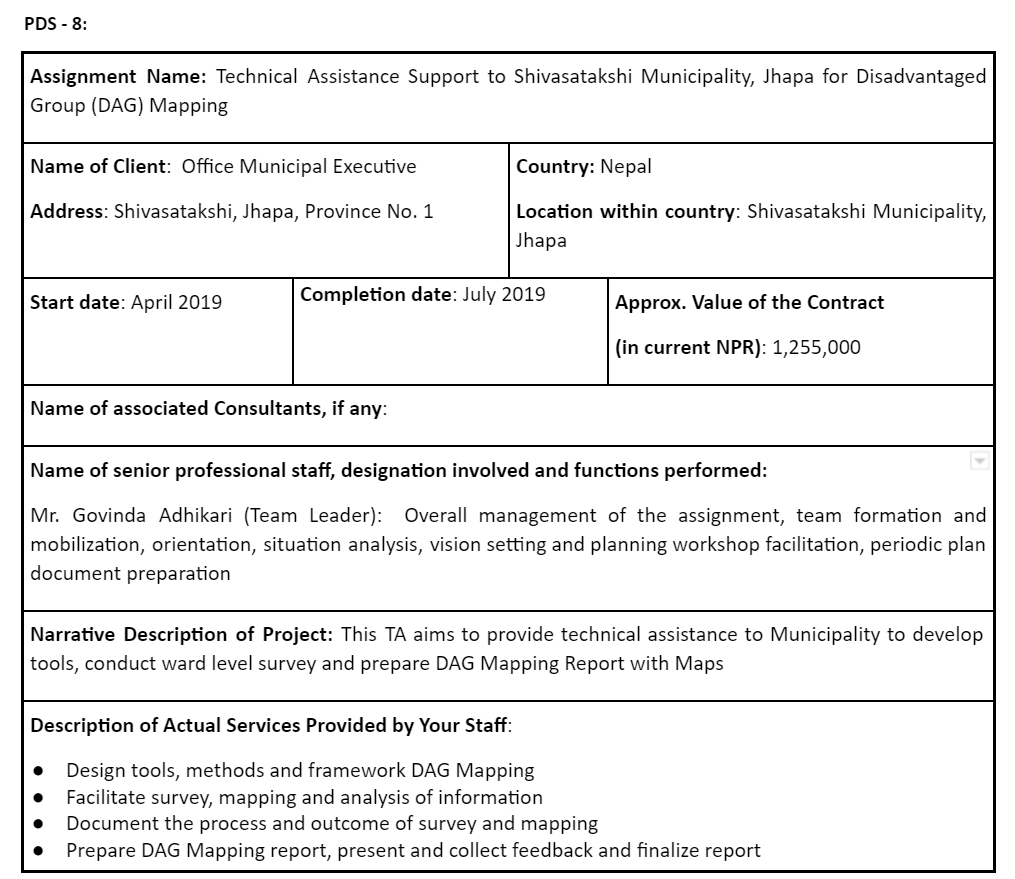 PDS - 8:
Assignment Name: Technical Assistance Support to Shivasatakshi Municipality, Jhapa for Disadvantaged
Group (DAG) Mapping
Name of Client: Office Municipal Executive
Address: Shivasatakshi, Jhapa, Province No. 1
Country: Nepal
Location within country: Shivasatakshi Municipality,
Jhapa
Start date: April 2019
Completion date: July 2019
Approx. Value of the Contract
(in current NPR): 1,255,000
Name of associated Consultants, if any:
Name of senior professional staff, designation involved and functions performed:
Mr. Govinda Adhikari (Team Leader): Overall management of the assignment, team formation and
mobilization, orientation, situation analysis, vision setting and planning workshop facilitation, periodic plan
document preparation
Narrative Description of Project: This TA aims to provide technical assistance to Municipality to develop
tools, conduct ward level survey and prepare DAG Mapping Report with Maps
Description of Actual Services Provided by Your Staff:
● Design tools, methods and framework DAG Mapping
● Facilitate survey, mapping and analysis of information
● Document the process and outcome of survey and mapping
● Prepare DAG Mapping report, present and collect feedback and finalize report